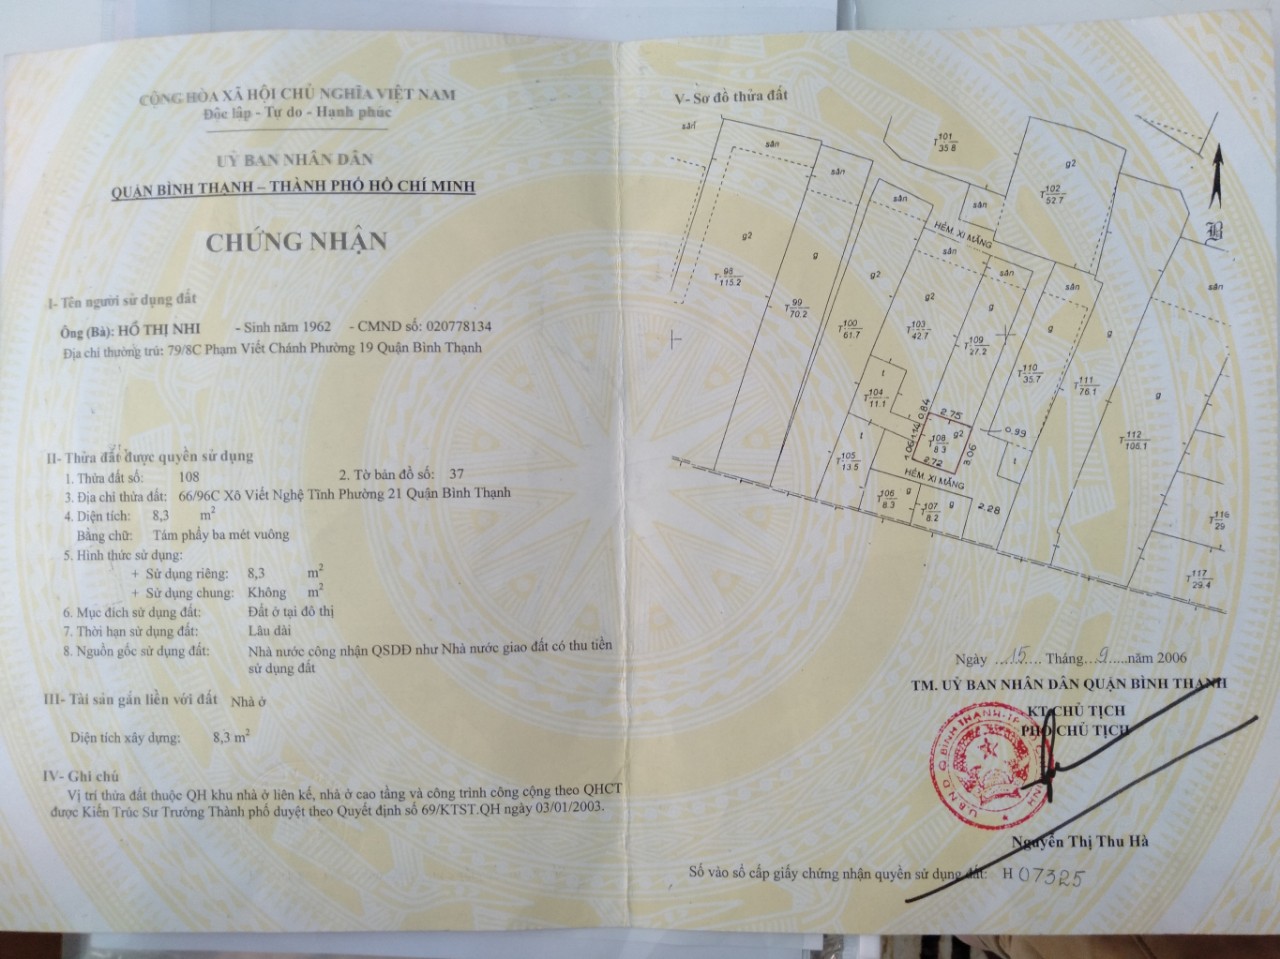 CỘNG HÒA XÃ HỘI CHỦ NGHĨA VIỆT NAM
Độc lập - Tự do - Hạnh phúc
UỶ BAN NHÂN DÂN
QUẬN BÌNH THẠNH – THÀNH PHỐ HỒ CHÍ MINH
CHỨNG NHẬN
I- Tên người sử dụng đất
Ông (Bà): HỒ THỊ NHI - Sinh năm 1962 - CMND số: 020778134
Địa chỉ thường trú: 79/8C Phạm Viết Chánh Phường 19 Quận Bình Thạnh
II- Thửa đất được quyền sử dụng
1. Thửa đất số: 108 2. Tờ bản đồ số: 37
3. Địa chỉ thửa đất: 66/96C Xô Viết Nghệ Tĩnh Phường 21 Quận Bình Thạnh
4. Diện tích: 8,3 m2
Bằng chữ: Tám phẩy ba mét vuông
5. Hình thức sử dụng:
+ Sử dụng riêng: 8,3 m2
+ Sử dụng chung: Không m2
6. Mục đích sử dụng đất: Đất ở tại đô thị
7. Thời hạn sử dụng đất: Lâu dài
8. Nguồn gốc sử dụng đất: Nhà nước công nhận QSDĐ như Nhà nước giao đất có thu tiền
sử dụng đất
III- Tài sản gắn liền với đất Nhà ở
Diện tích xây dựng: 8,3 m2
IV- Ghi chú
Vị trí thửa đất thuộc QH khu nhà ở liên kế, nhà ở cao tầng và công trình công cộng theo QHCT
được Kiến Trúc Sư Trưởng Thành phố duyệt theo Quyết định số 69/KTST.QH ngày 03/01/2003.
V- Sơ đồ thửa đất
sân
sân
T 101 35.8
g2
T 102 52.7
sân
sân
sân
HẺM. XI MĂNG
B
g2
T 98 115.2
g
T 99 70.2
g2
T 100 61.7
g2
T 103 42.7
sân
sân
g
T 109 27.2
sân
g
T 110 35.7
g
T 111 76.1
g
T 112 108.1
sân
t
T 104 11.1
1.06
1.14
0.84
2.75
g2
T 108 8.3
0.99
3.06
2.72
t
t
T 105 13.5
HẺM. XI MĂNG
g
T 106 8.3
g
T 107 8.2
2.28
T 116 29
T 117 29.4
Ngày ...15.... Tháng...9....năm 2006
TM. UỶ BAN NHÂN DÂN QUẬN BÌNH THẠNH
KT CHỦ TỊCH
PHÓ CHỦ TỊCH
U.B.N.D Q.BÌNH THẠNH-TP
Nguyễn Thị Thu Hà
Số vào sổ cấp giấy chứng nhận quyền sử dụng đất: H 07325